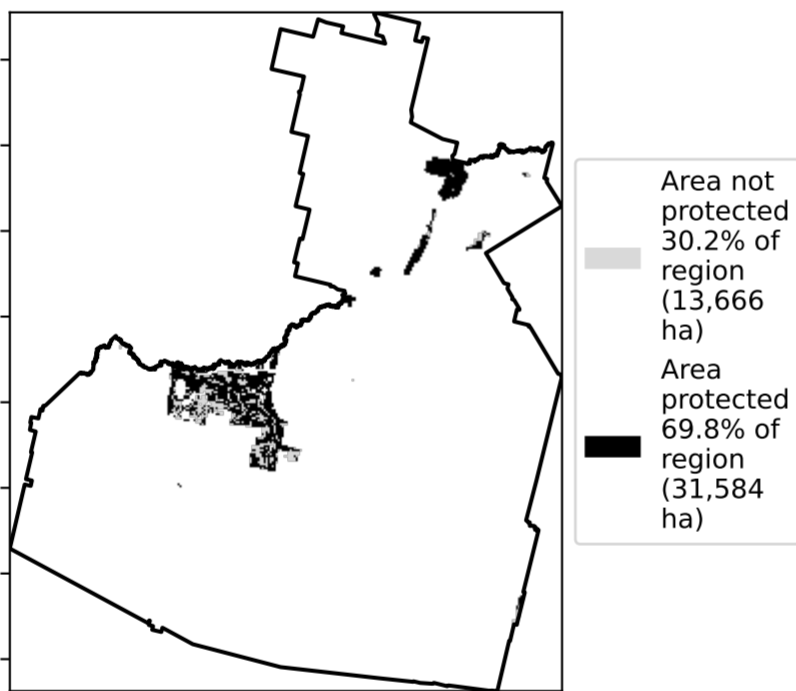 Area not
protected
30.2% of
region
(13,666
ha)
Area
protected
69.8% of
region
(31,584
ha)